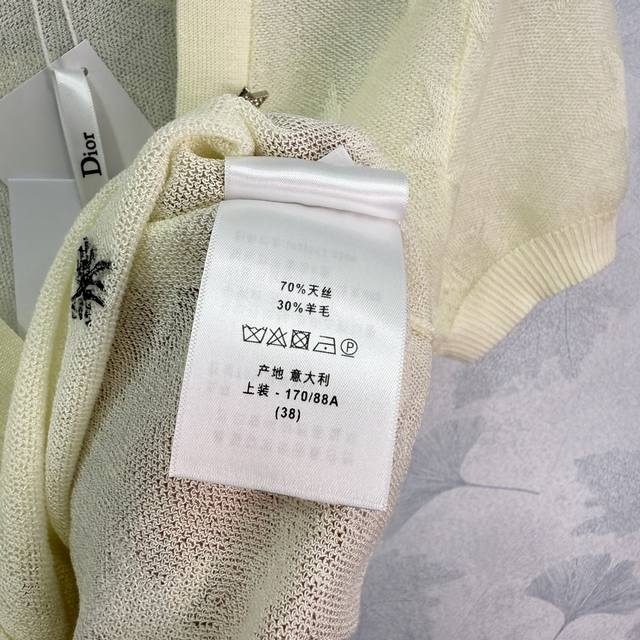 Dior
70%天丝
30%羊毛
产地 意大利
上装 - 170/88A
(38)